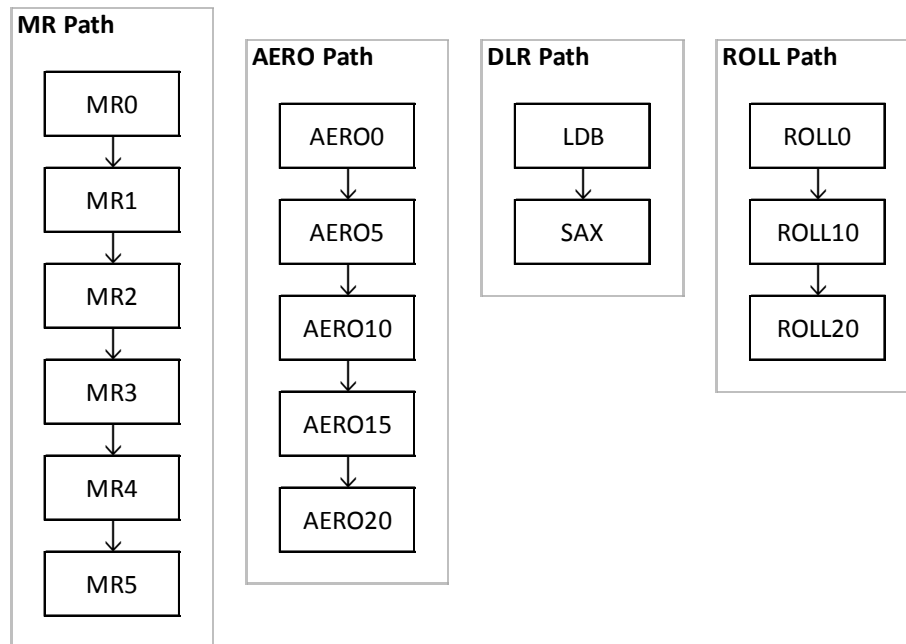 MR Path
MR0
MR1
MR2
MR3
MR4
MR5
AERO Path
AERO0
AERO5
AERO10
AERO15
AERO20
DLR Path
LDB
SAX
ROLL Path
ROLL0
ROLL10
ROLL20